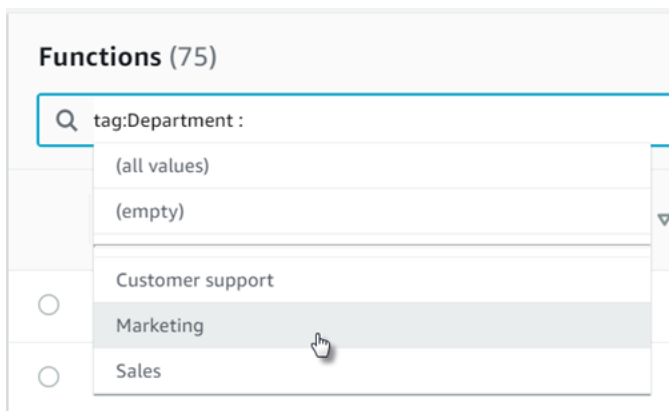 Functions (75)
tag:Department :
(all values)
(empty)
Customer support
Marketing
Sales